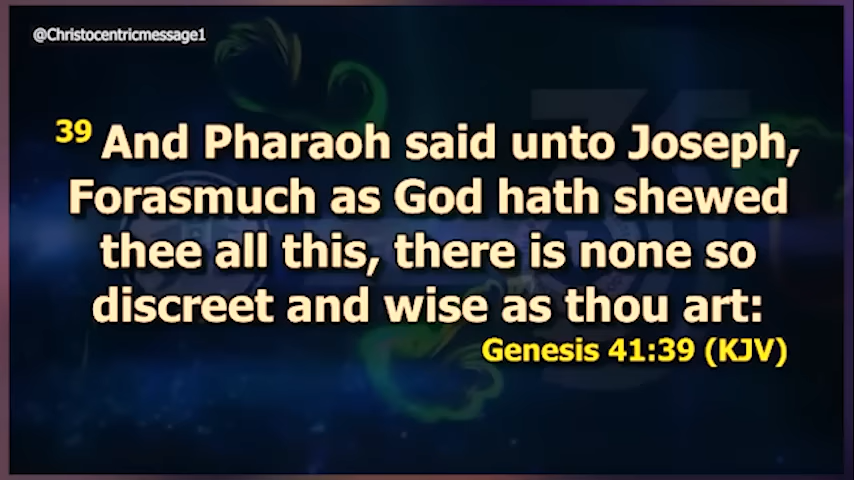 @Christocentricmessage1
39 And Pharaoh said unto Joseph,
Forasmuch as God hath shewed
thee all this, there is none so
discreet and wise as thou art:
Genesis 41:39 (KJV)